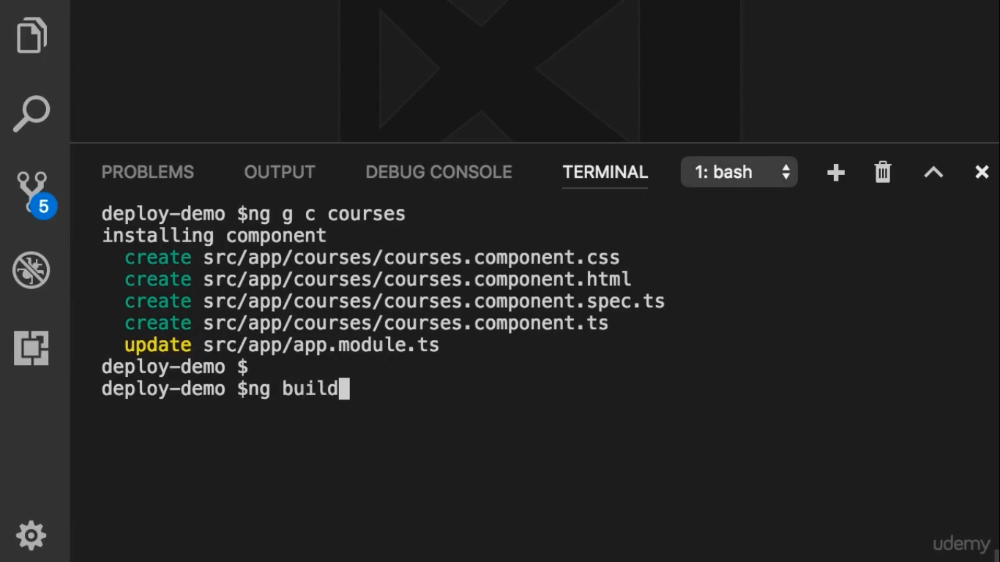 PROBLEMS OUTPUT DEBUG CONSOLE TERMINAL 1: bash
5
deploy-demo $ng g c courses
installing component
create src/app/courses/courses.component.css
create src/app/courses/courses.component.html
create src/app/courses/courses.component.spec.ts
create src/app/courses/courses.component.ts
update src/app/app.module.ts
deploy-demo $
deploy-demo $ng build
udemy